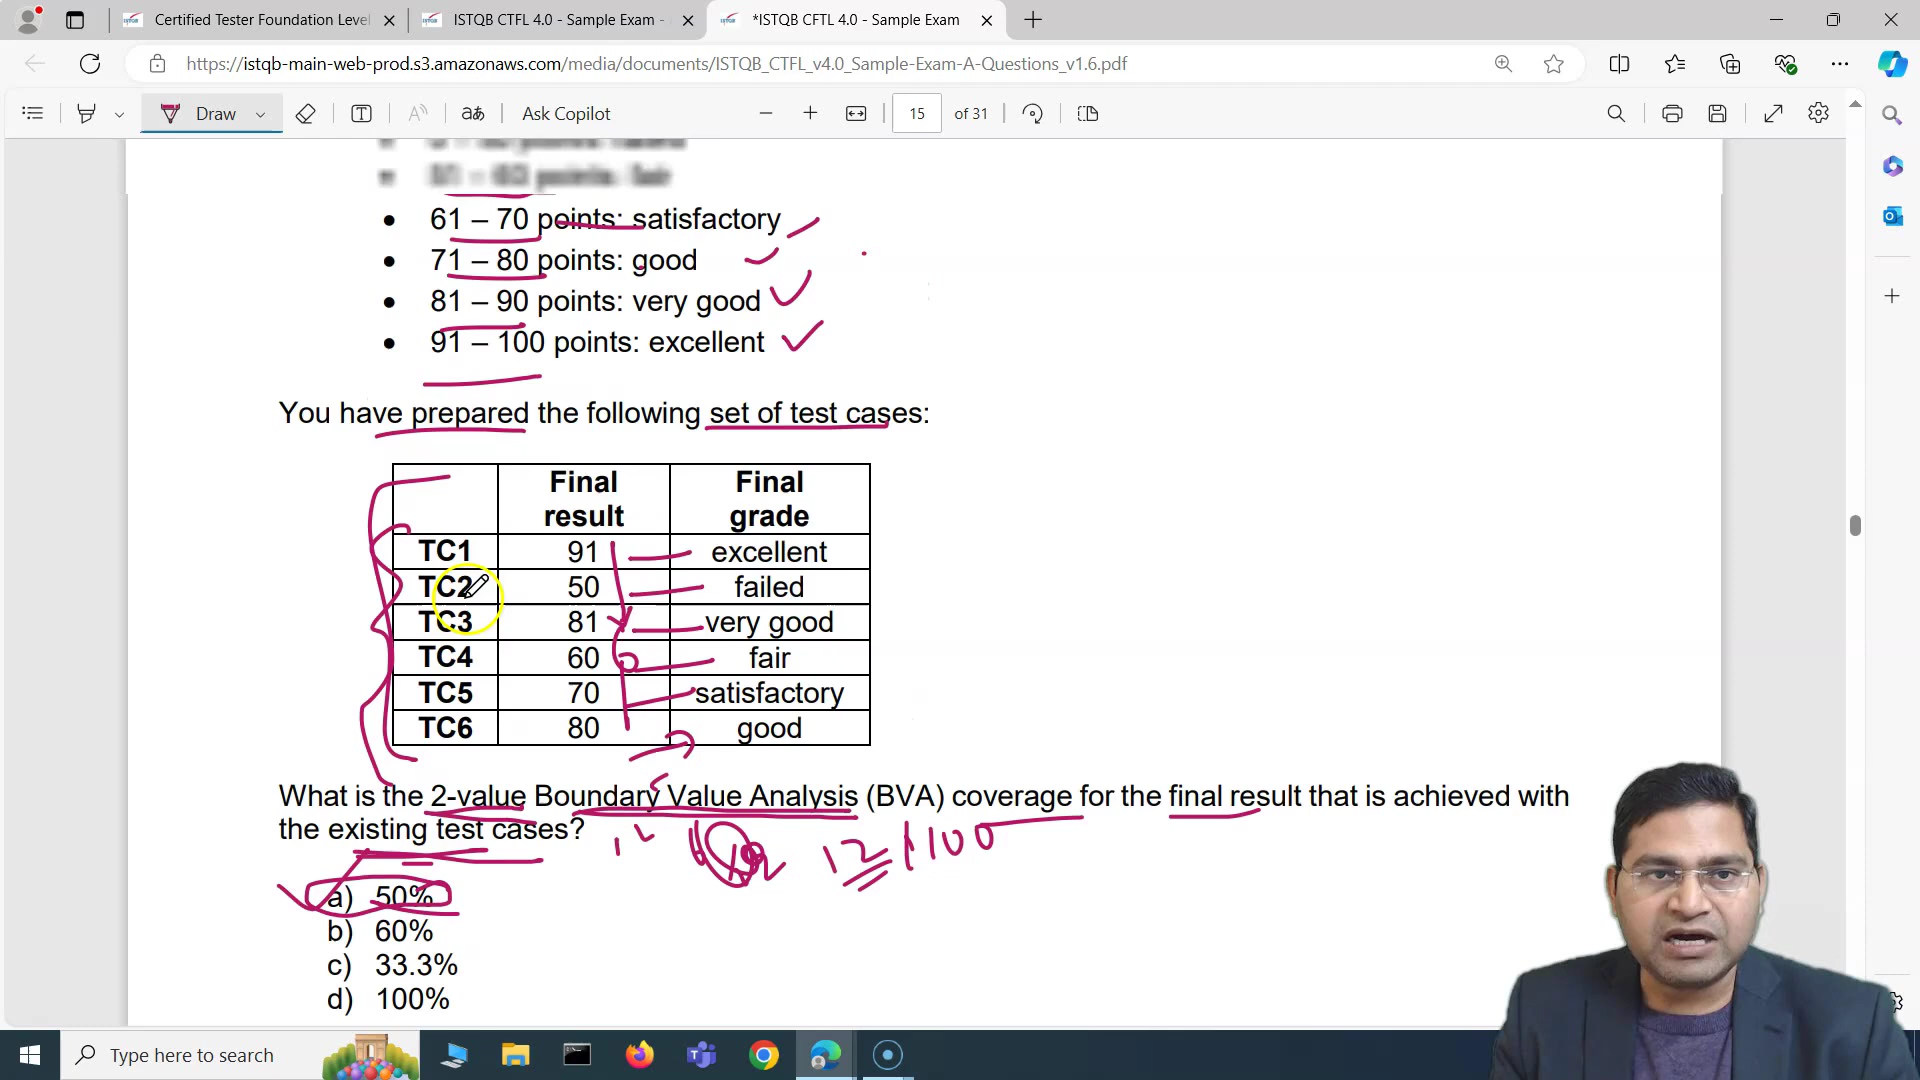 Certified Tester Foundation Level
ISTQB CTFL 4.0 - Sample Exam -
*ISTQB CFTL 4.0 - Sample Exam
https://istqb-main-web-prod.s3.amazonaws.com/media/documents/ISTQB_CTFL_v4.0_Sample-Exam-A-Questions_v1.6.pdf
Draw
Ask Copilot
15 of 31
• 61 – 70 points: satisfactory
• 71 – 80 points: good
• 81 – 90 points: very good
• 91 – 100 points: excellent
You have prepared the following set of test cases:
Final result Final grade
TC1 91 excellent
TC2 50 failed
TC3 81 very good
TC4 60 fair
TC5 70 satisfactory
TC6 80 good
What is the 2-value Boundary Value Analysis (BVA) coverage for the final result that is achieved with
the existing test cases?
12 100
a) 50%
b) 60%
c) 33.3%
d) 100%
Type here to search